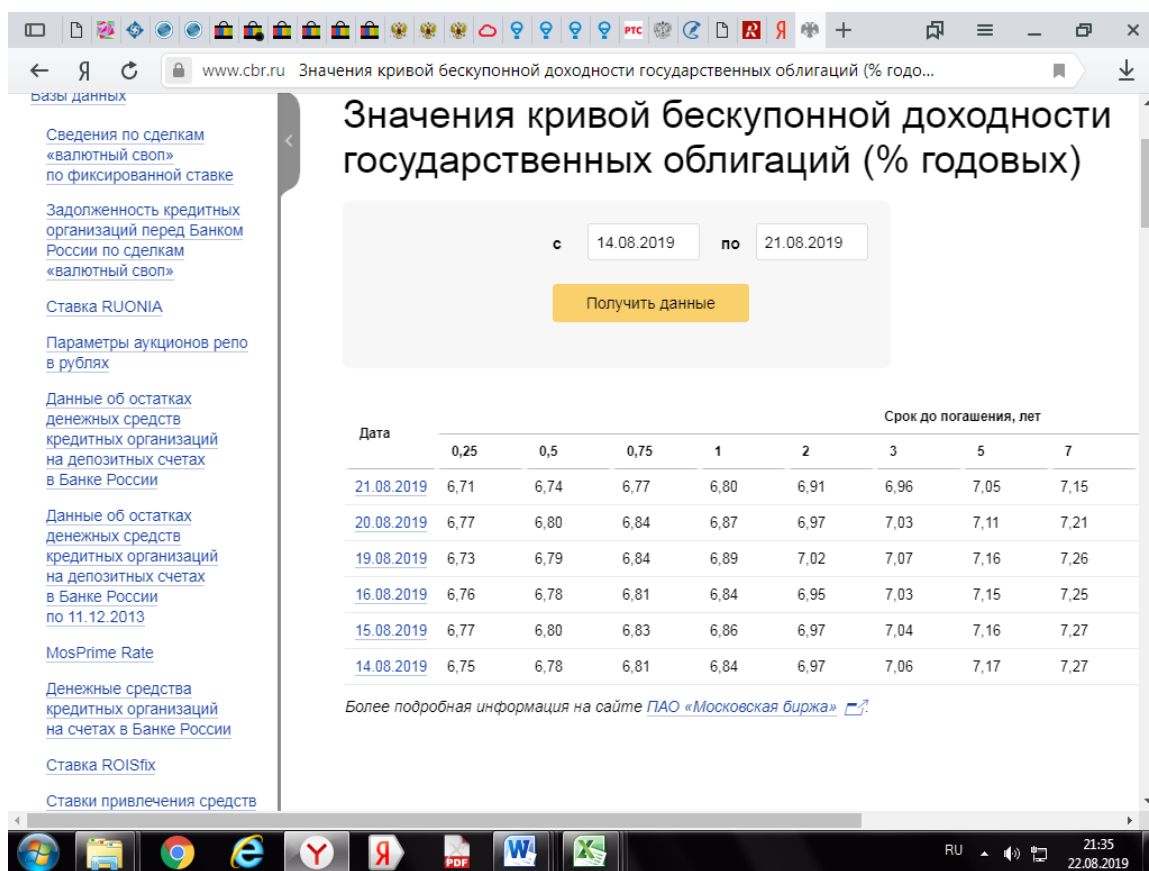 РТС
R
Я
Я
www.cbr.ru Значения кривой бескупонной доходности государственных облигаций (% годо...
Базы данных
Сведения по сделкам
«валютный своп»
по фиксированной ставке
Задолженность кредитных
организаций перед Банком
России по сделкам
«валютный своп»
Ставка RUONIA
Параметры аукционов репо
в рублях
Данные об остатках
денежных средств
кредитных организаций
на депозитных счетах
в Банке России
Данные об остатках
денежных средств
кредитных организаций
на депозитных счетах
в Банке России
по 11.12.2013
MosPrime Rate
Денежные средства
кредитных организаций
на счетах в Банке России
Ставка ROISfix
Ставки привлечения средств
Значения кривой бескупонной доходности
государственных облигаций (% годовых)
с 14.08.2019 по 21.08.2019
Получить данные
Срок до погашения, лет
Дата
0,25 0,5 0,75 1 2 3 5 7
21.08.2019 6,71 6,74 6,77 6,80 6,91 6,96 7,05 7,15
20.08.2019 6,77 6,80 6,84 6,87 6,97 7,03 7,11 7,21
19.08.2019 6,73 6,79 6,84 6,89 7,02 7,07 7,16 7,26
16.08.2019 6,76 6,78 6,81 6,84 6,95 7,03 7,15 7,25
15.08.2019 6,77 6,80 6,83 6,86 6,97 7,04 7,16 7,27
14.08.2019 6,75 6,78 6,81 6,84 6,97 7,06 7,17 7,27
Более подробная информация на сайте ПАО «Московская биржа».
Y
Я
PDF
W
X
RU
21:35
22.08.2019